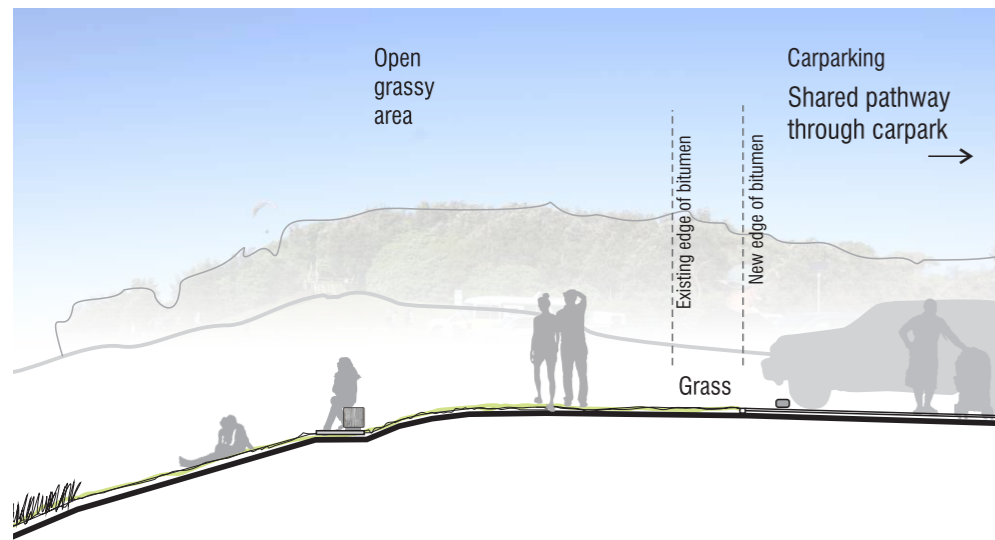 Open
grassy
area
Carparking
Shared pathway
through carpark
Existing edge of bitumen
New edge of bitumen
Grass